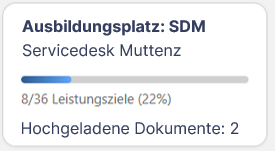 Ausbildungsplatz: SDM
Servicedesk Muttenz
8/36 Leistungsziele (22%)
Hochgeladene Dokumente: 2